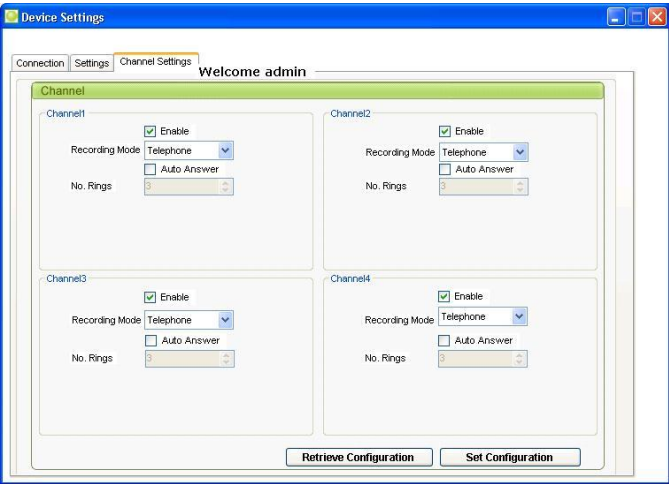 Device Settings
Connection Settings Channel Settings
Welcome admin
Channel
Channel1
Enable
Recording Mode Telephone
Auto Answer
No. Rings 3
Channel2
Enable
Recording Mode Telephone
Auto Answer
No. Rings 3
Channel3
Enable
Recording Mode Telephone
Auto Answer
No. Rings 3
Channel4
Enable
Recording Mode Telephone
Auto Answer
No. Rings 3
Retrieve Configuration Set Configuration